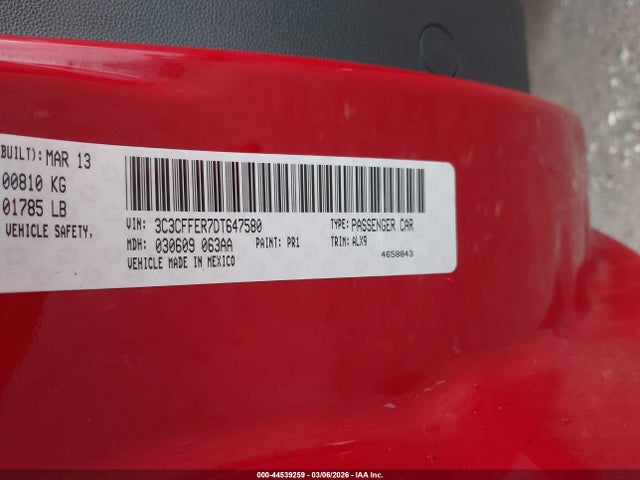 BUILT): MAR 13
00810 KG
01785 LB
VEHICLE SAFETY,
VIN: 3C3CFFER7DT647580
TYPE: PASSENGER CAR
MDH: 030609 063AA
PAINT: PR1
TRIM: ALX9
VEHICLE MADE IN MEXICO
4658843
000-44539259 - 03/06/2026 - IAA Inc.